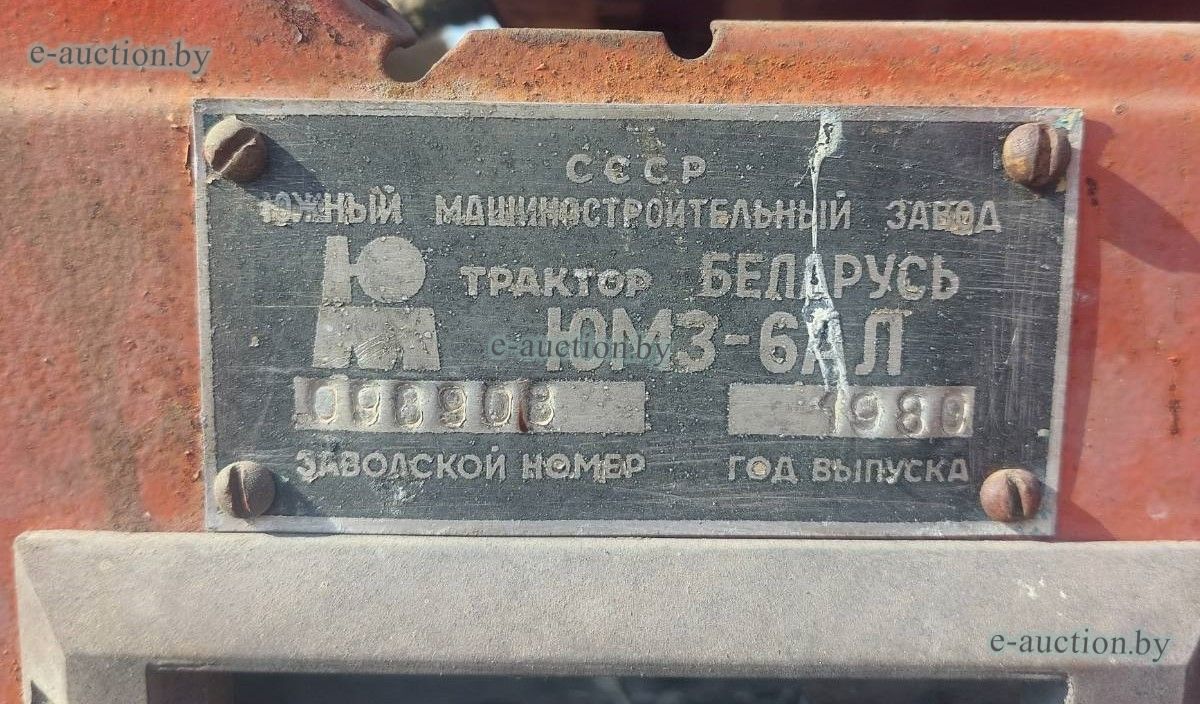 e-auction.by
СССР
ЮЖНЫЙ МАШИНОСТРОИТЕЛЬНЫЙ ЗАВОД
ЮМ ТРАКТОР БЕЛАРУСЬ
ЮМЗ-6АЛ
e-auction.by
098908 1980
ЗАВОДСКОЙ НОМЕР ГОД ВЫПУСКА
e-auction.by